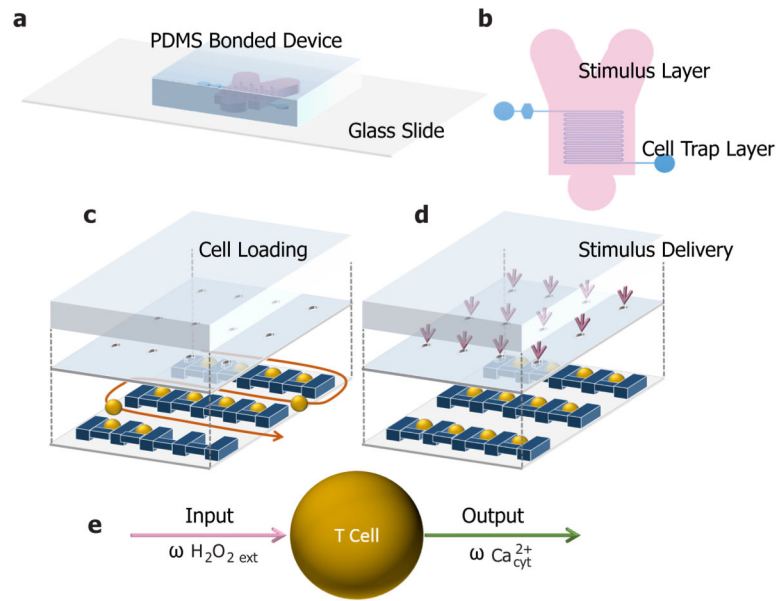 a
PDMS Bonded Device
Glass Slide
b
Stimulus Layer
Cell Trap Layer
c
Cell Loading
d
Stimulus Delivery
e
Input
ω H₂O₂ ext
T Cell
Output
ω Ca²⁺cyt